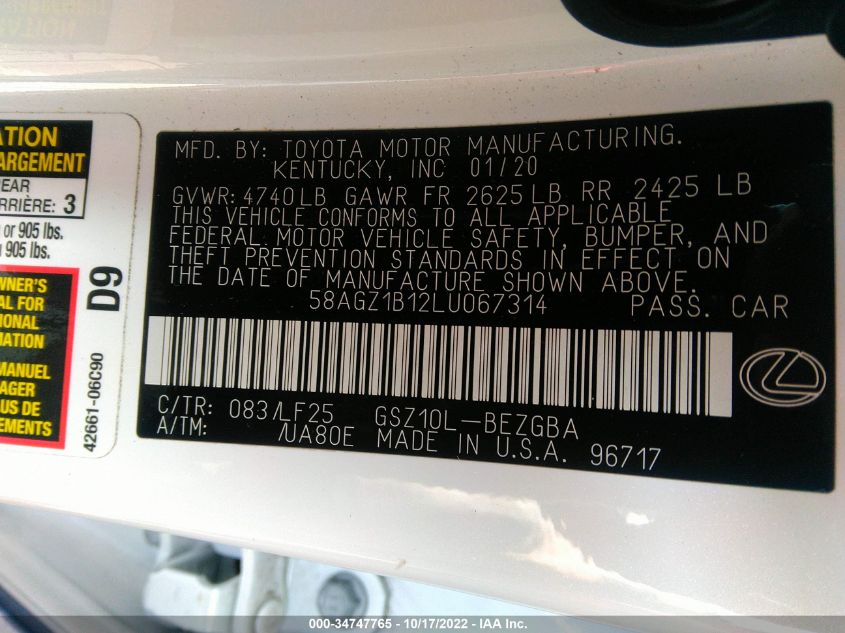 ATION
ARGEMENT
REAR
ARRIÈRE: 3
or 905 lbs.
905 lbs.
OWNER'S
AL FOR
IONAL
MATION
MANUEL
AGER
US DE
EMENTS
D9
42661-06C90
MFD. BY: TOYOTA MOTOR MANUFACTURING.
KENTUCKY, INC 01/20
GVWR: 4740 LB GAWR FR 2625 LB RR 2425 LB
THIS VEHICLE CONFORMS TO ALL APPLICABLE
FEDERAL MOTOR VEHICLE SAFETY, BUMPER, AND
THEFT PREVENTION STANDARDS IN EFFECT ON
THE DATE OF MANUFACTURE SHOWN ABOVE.
58AGZ1B12LU067314 PASS. CAR
C/TR: 083/LF25 GSZ10L-BEZGBA
A/TM: /UA80E MADE IN U.S.A. 96717
000-34747765 - 10/17/2022 - IAA Inc.